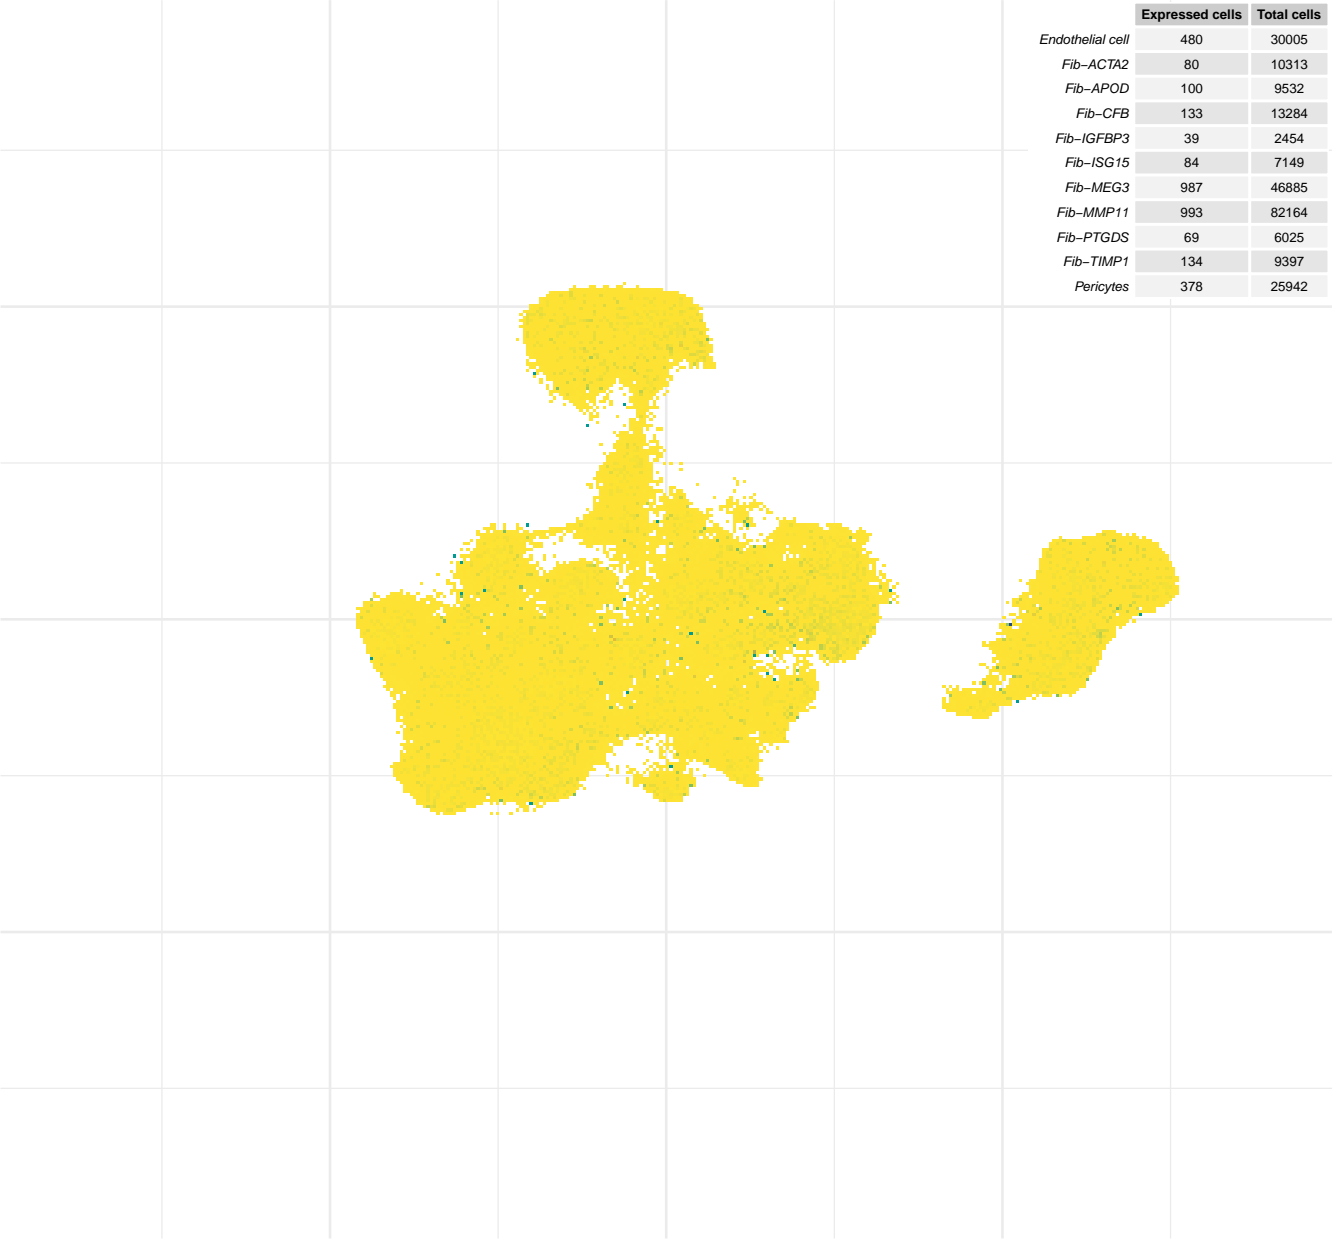 Expressed cells Total cells
Endothelial cell 480 30005
Fib−ACTA2 80 10313
Fib−APOD 100 9532
Fib−CFB 133 13284
Fib−IGFBP3 39 2454
Fib−ISG15 84 7149
Fib−MEG3 987 46885
Fib−MMP11 993 82164
Fib−PTGDS 69 6025
Fib−TIMP1 134 9397
Pericytes 378 25942